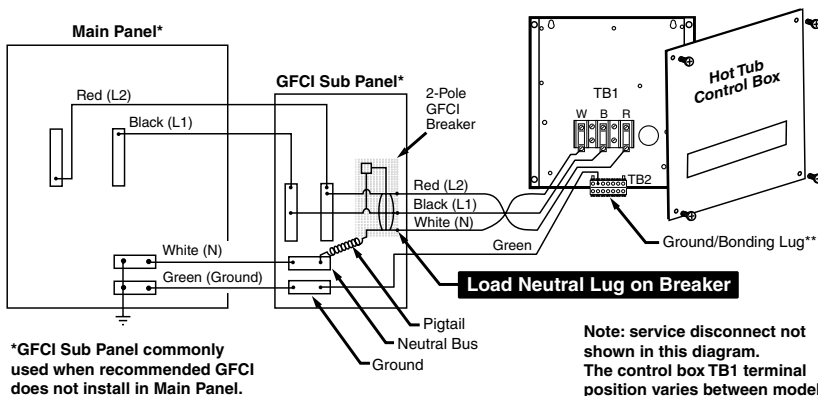 Main Panel*
Red (L2)
Black (L1)
White (N)
Green (Ground)
GFCI Sub Panel*
2-Pole
GFCI
Breaker
Red (L2)
Black (L1)
White (N)
Green
TB1
W B R
TB2
Hot Tub
Control Box
Ground/Bonding Lug**
Load Neutral Lug on Breaker
Pigtail
Neutral Bus
Ground
*GFCI Sub Panel commonly
used when recommended GFCI
does not install in Main Panel.
Note: service disconnect not
shown in this diagram.
The control box TB1 terminal
position varies between model